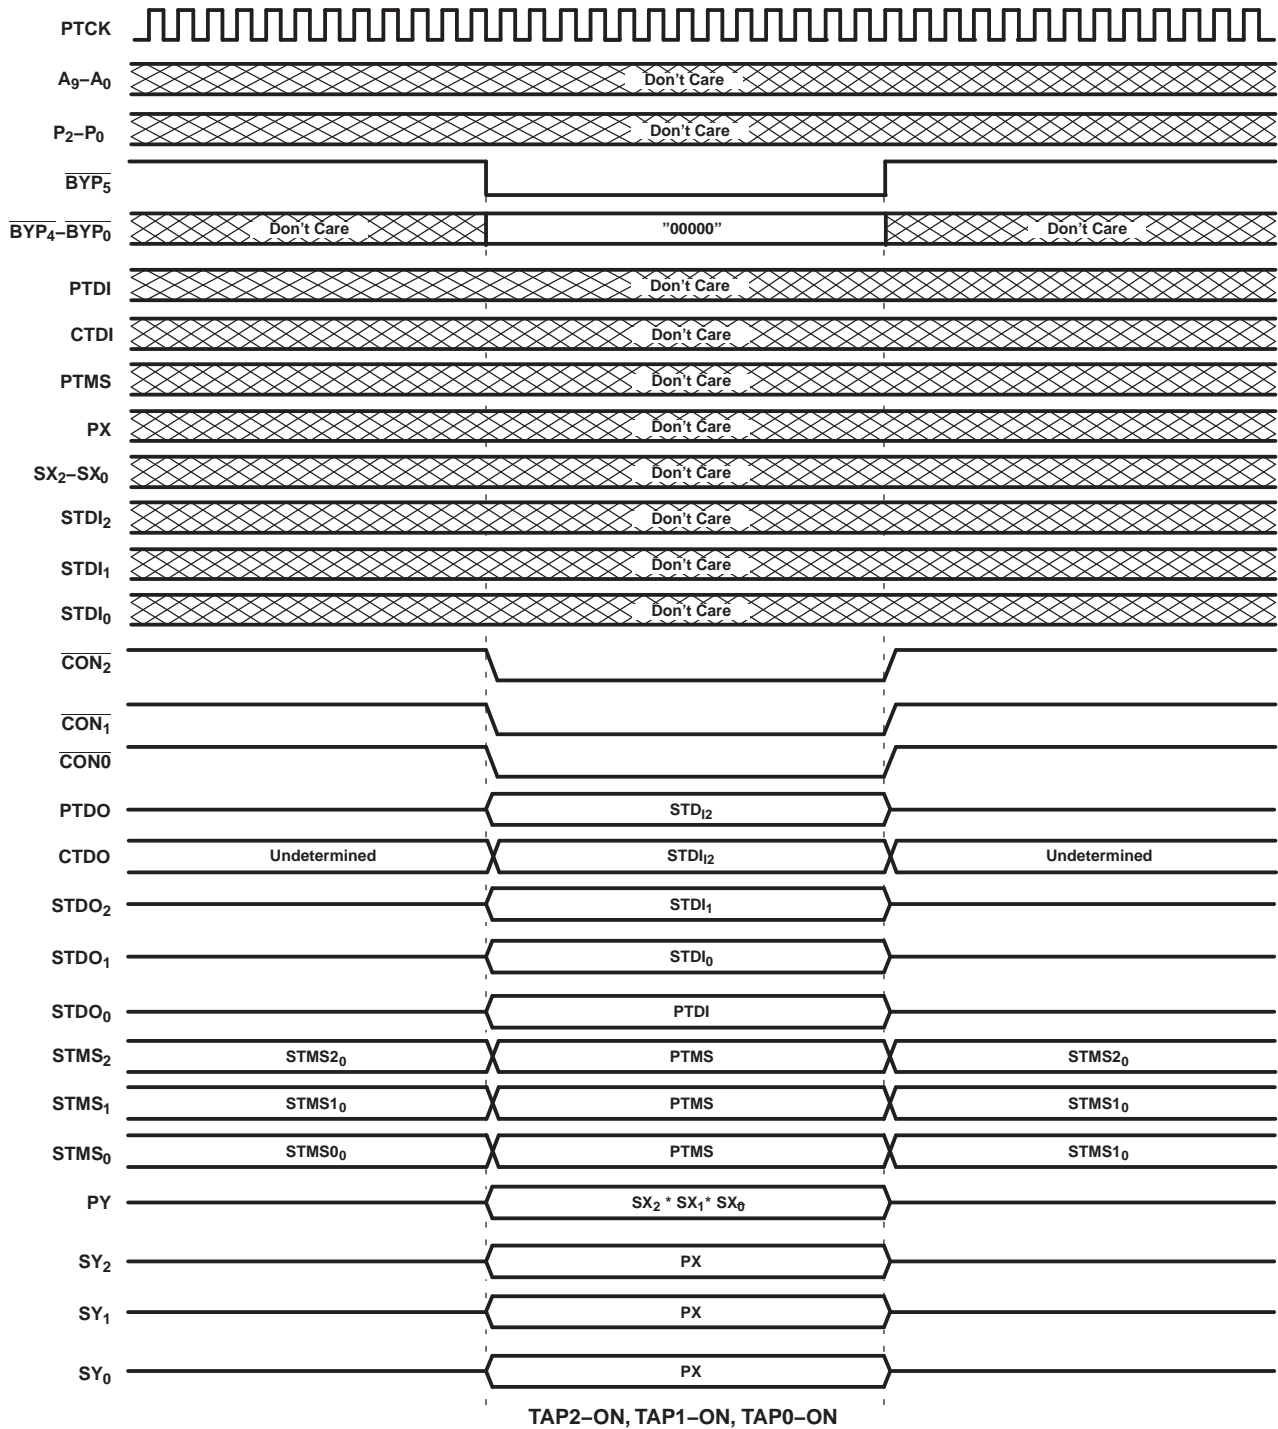 PTCK
A9–A0 Don't Care
P2–P0 Don't Care
BYP5
BYP4–BYP0 Don't Care ”00000” Don't Care
PTDI Don't Care
CTDI Don't Care
PTMS Don't Care
PX Don't Care
SX2–SX0 Don't Care
STDI2 Don't Care
STDI1 Don't Care
STDI0 Don't Care
CON2
CON1
CON0
PTDO STDI2
CTDO Undetermined STDII2 Undetermined
STDO2 STDI1
STDO1 STDI0
STDO0 PTDI
STMS2 STMS20 PTMS STMS20
STMS1 STMS10 PTMS STMS10
STMS0 STMS00 PTMS STMS10
PY SX2 * SX1* SX0
SY2 PX
SY1 PX
SY0 PX
TAP2–ON, TAP1–ON, TAP0–ON